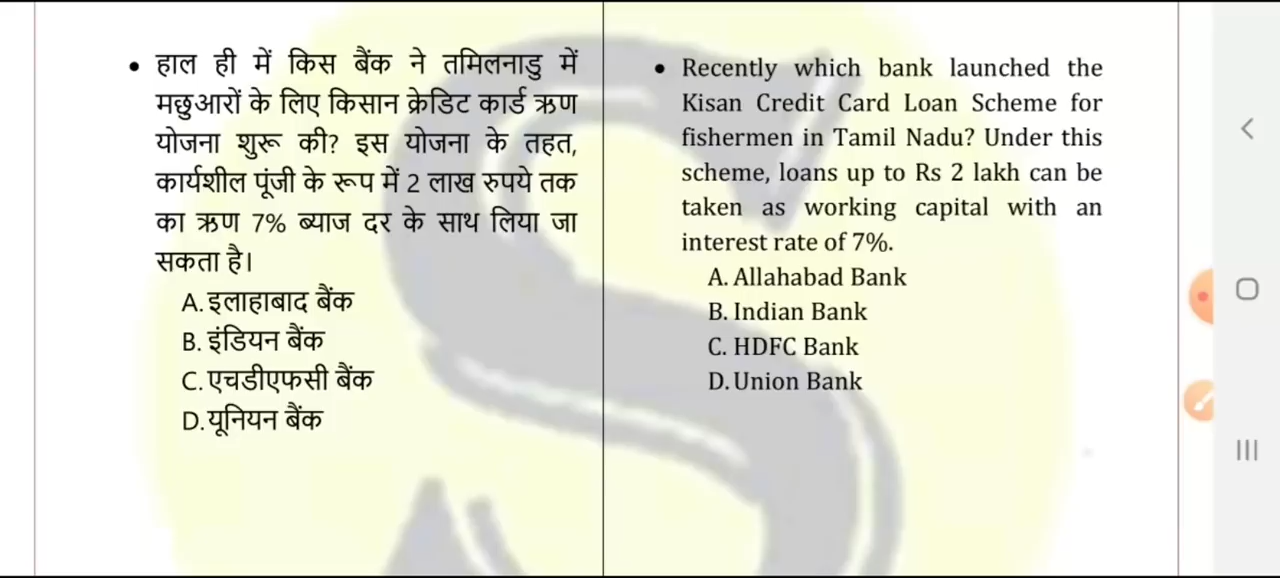 • हाल ही में किस बैंक ने तमिलनाडु में
मछुआरों के लिए किसान क्रेडिट कार्ड ऋण
योजना शुरू की? इस योजना के तहत,
कार्यशील पूंजी के रूप में 2 लाख रुपये तक
का ऋण 7% ब्याज दर के साथ लिया जा
सकता है।
A. इलाहाबाद बैंक
B. इंडियन बैंक
C. एचडीएफसी बैंक
D. यूनियन बैंक
• Recently which bank launched the
Kisan Credit Card Loan Scheme for
fishermen in Tamil Nadu? Under this
scheme, loans up to Rs 2 lakh can be
taken as working capital with an
interest rate of 7%.
A. Allahabad Bank
B. Indian Bank
C. HDFC Bank
D. Union Bank